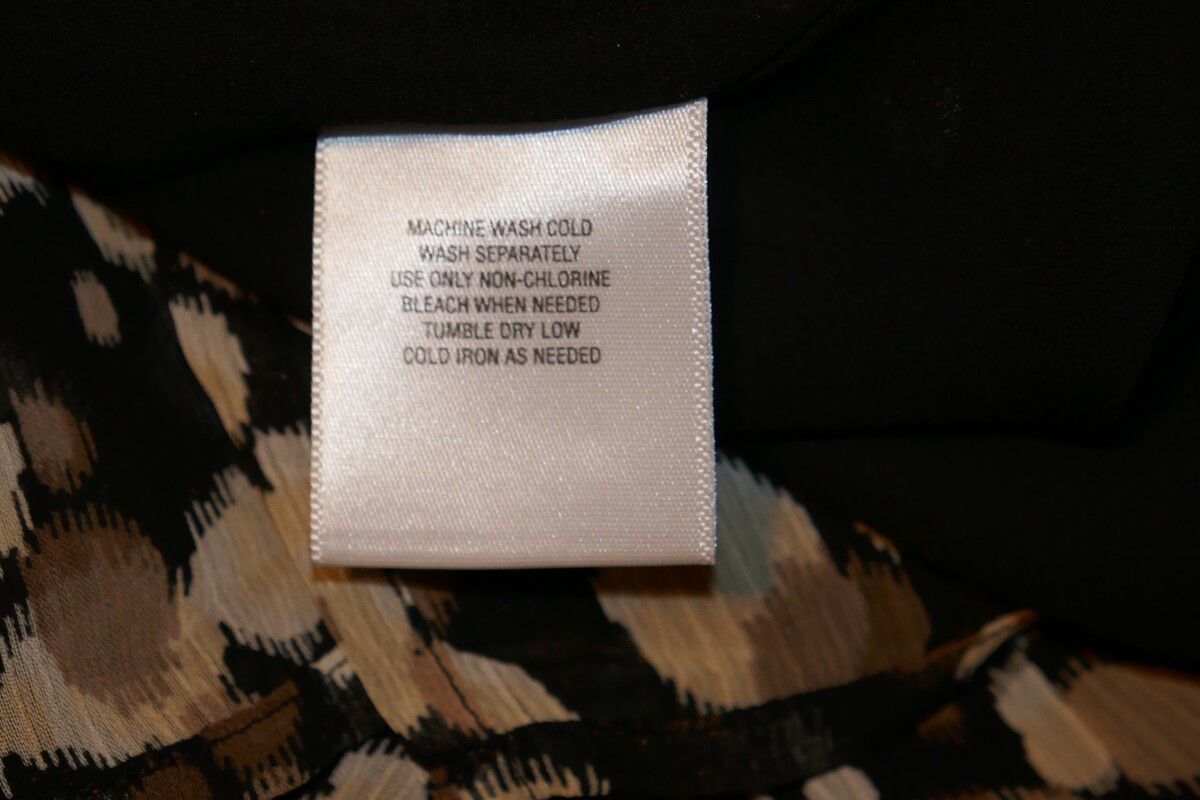 MACHINE WASH COLD
WASH SEPARATELY
USE ONLY NON-CHLORINE
BLEACH WHEN NEEDED
TUMBLE DRY LOW
COLD IRON AS NEEDED